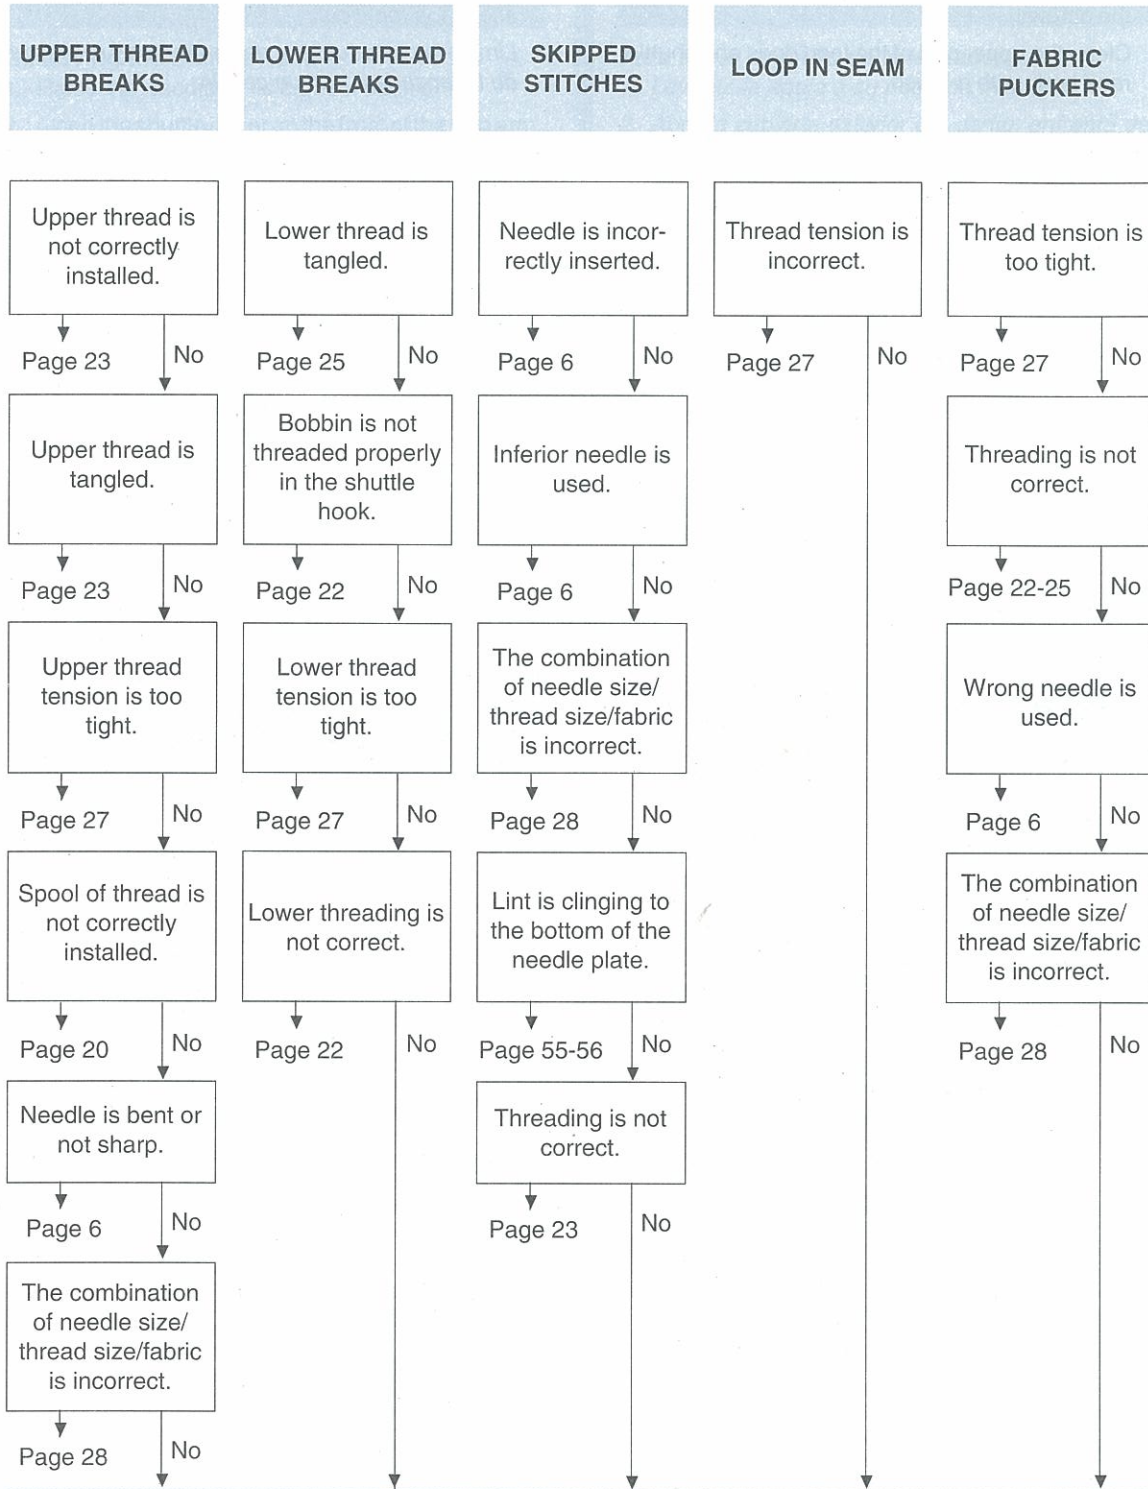 UPPER THREAD
BREAKS
LOWER THREAD
BREAKS
SKIPPED
STITCHES
LOOP IN SEAM
FABRIC
PUCKERS
Upper thread is
not correctly
installed.
Page 23
No
Upper thread is
tangled.
Page 23
No
Upper thread
tension is too
tight.
Page 27
No
Spool of thread is
not correctly
installed.
Page 20
No
Needle is bent or
not sharp.
Page 6
No
The combination
of needle size/
thread size/fabric
is incorrect.
Page 28
No
Lower thread is
tangled.
Page 25
No
Bobbin is not
threaded properly
in the shuttle
hook.
Page 22
No
Lower thread
tension is too
tight.
Page 27
No
Lower threading is
not correct.
Page 22
No
Needle is incor-
rectly inserted.
Page 6
No
Inferior needle is
used.
Page 6
No
The combination
of needle size/
thread size/fabric
is incorrect.
Page 28
No
Lint is clinging to
the bottom of the
needle plate.
Page 55-56
No
Threading is not
correct.
Page 23
No
Thread tension is
incorrect.
Page 27
No
Thread tension is
too tight.
Page 27
No
Threading is not
correct.
Page 22-25
No
Wrong needle is
used.
Page 6
No
The combination
of needle size/
thread size/fabric
is incorrect.
Page 28
No